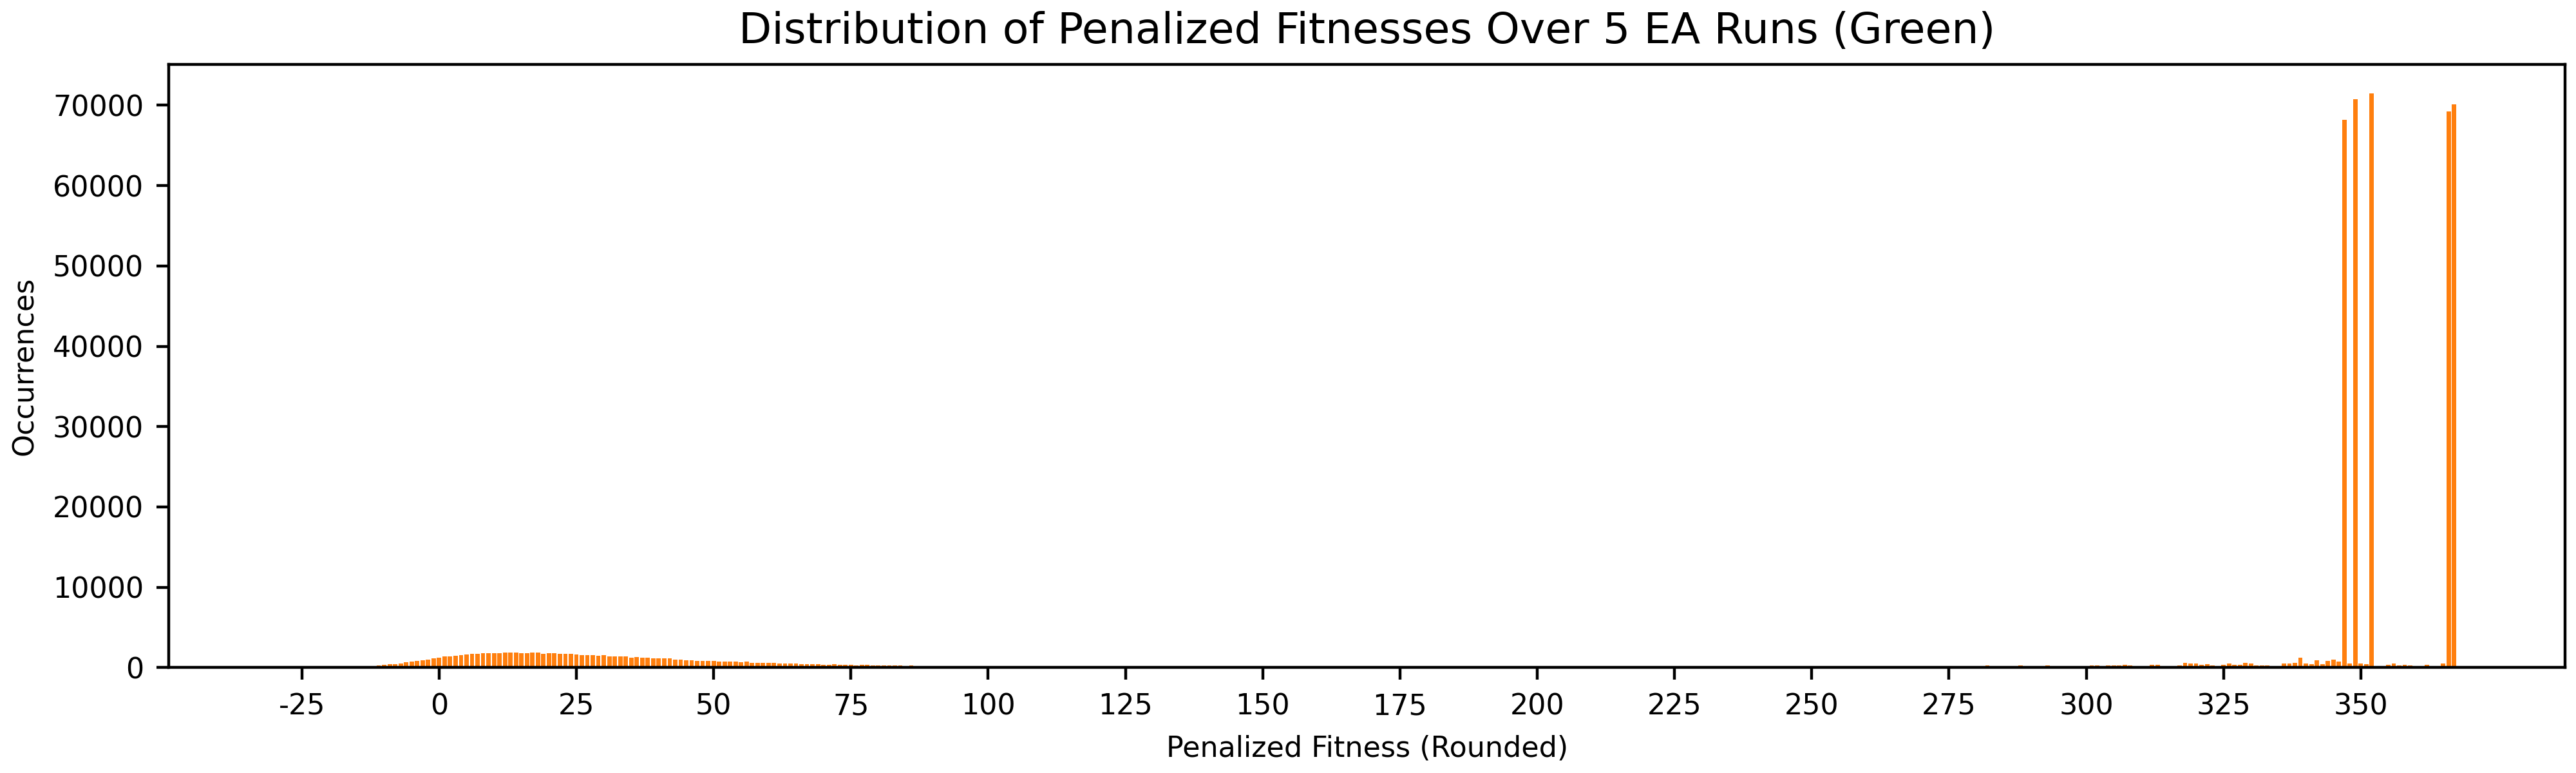 Distribution of Penalized Fitnesses Over 5 EA Runs (Green)
70000
60000
50000
40000
30000
20000
10000
0
Occurrences
-25 0 25 50 75 100 125 150 175 200 225 250 275 300 325 350
Penalized Fitness (Rounded)